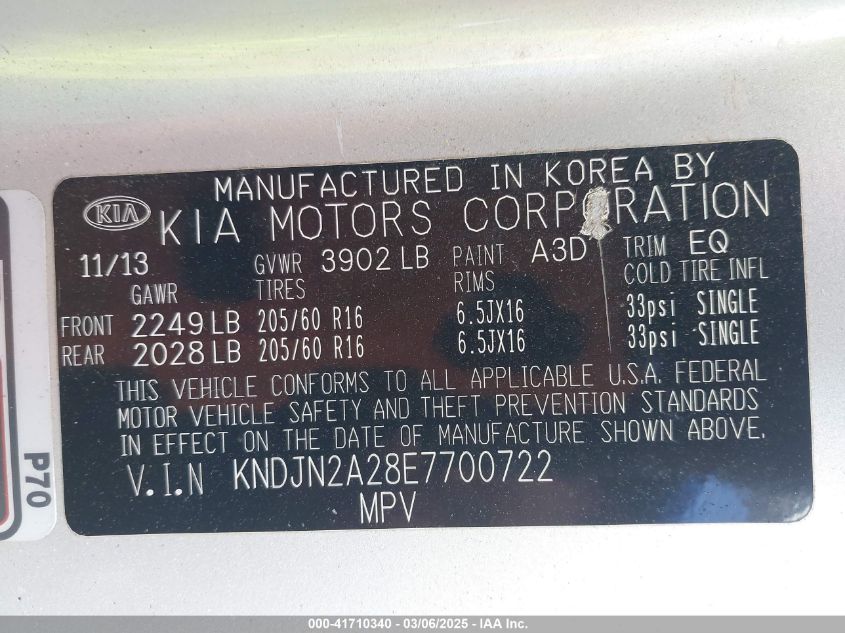 MANUFACTURED IN KOREA BY
KIA KIA MOTORS CORPORATION
11/13 GVWR 3902 LB PAINT A3D TRIM EQ
GAWR TIRES RIMS COLD TIRE INFL
FRONT 2249 LB 205/60 R16 6.5JX16 33psi SINGLE
REAR 2028 LB 205/60 R16 6.5JX16 33psi SINGLE
THIS VEHICLE CONFORMS TO ALL APPLICABLE U.S.A. FEDERAL
MOTOR VEHICLE SAFETY AND THEFT PREVENTION STANDARDS
IN EFFECT ON THE DATE OF MANUFACTURE SHOWN ABOVE.
V.I.N KNDJN2A28E7700722
MPV
P70
000-41710340 - 03/06/2025 - IAAI.COM